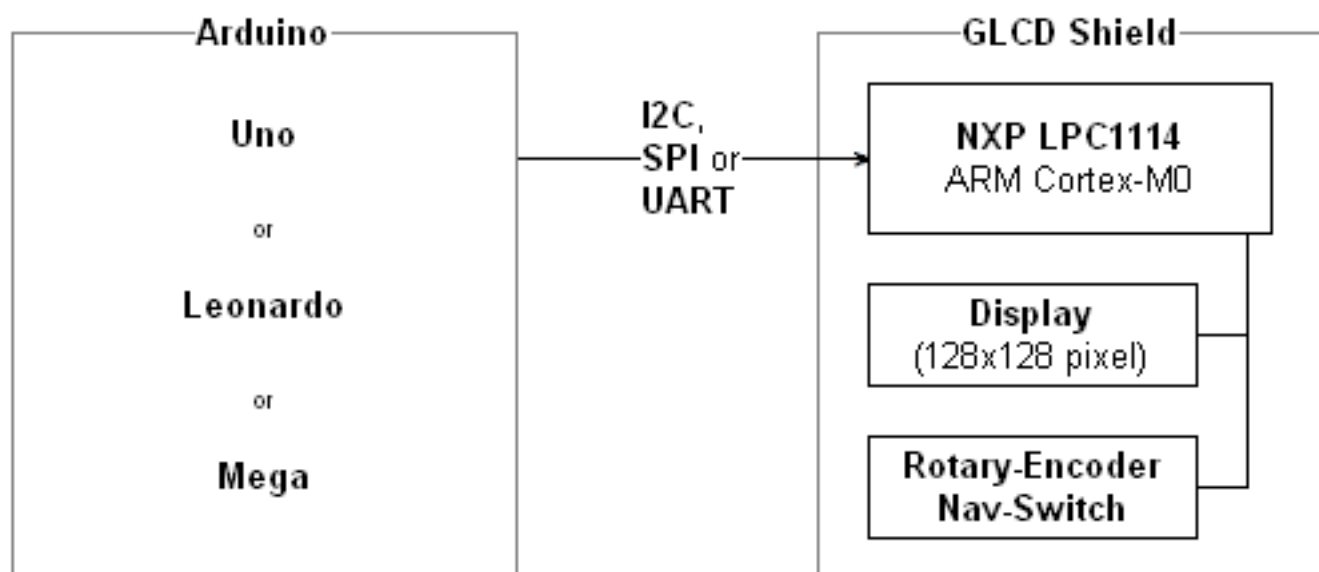 Arduino
Uno
or
Leonardo
or
Mega
I2C,
SPI or
UART
GLCD Shield
NXP LPC1114
ARM Cortex-M0
Display
(128x128 pixel)
Rotary-Encoder
Nav-Switch